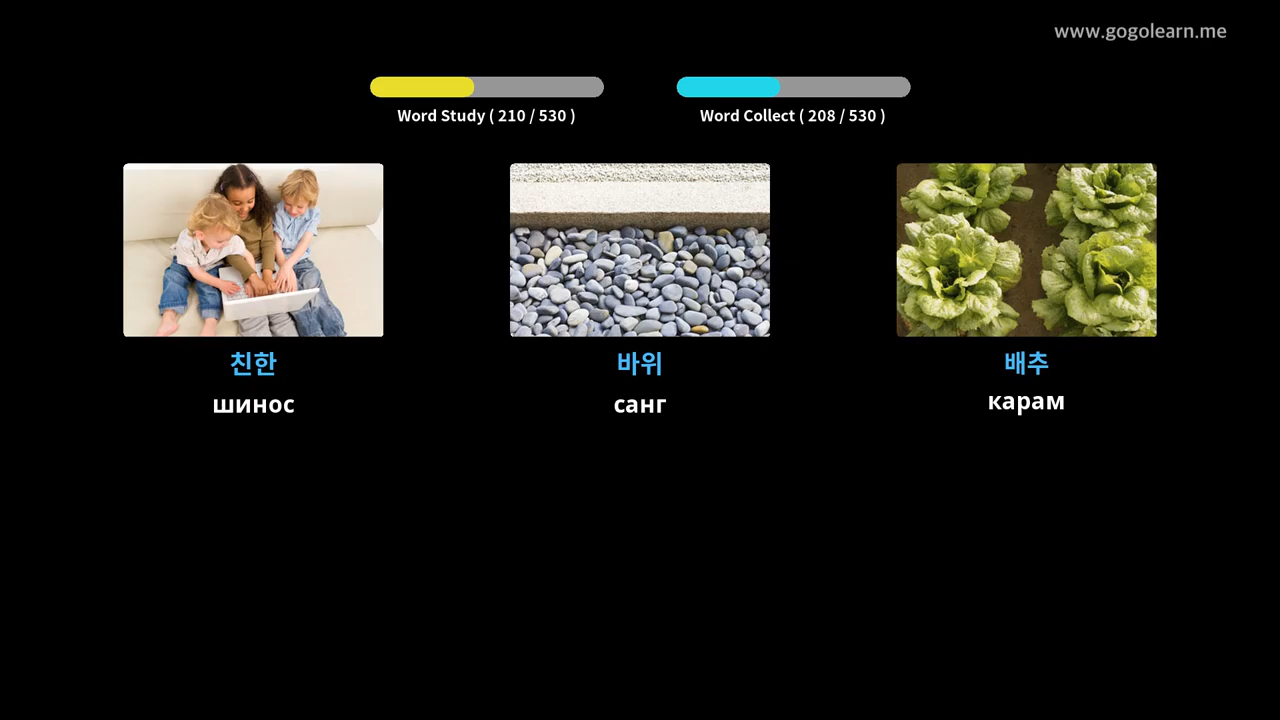 www.gogolearn.me
Word Study ( 210 / 530 )
Word Collect ( 208 / 530 )
친한
바위
배추
шинос
санг
карам